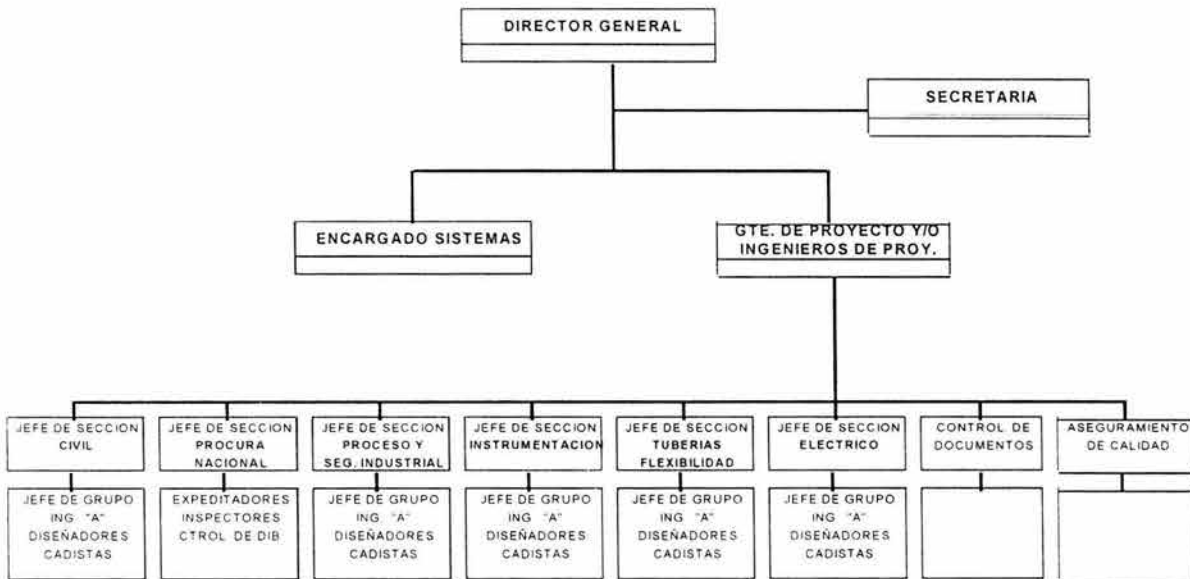 DIRECTOR GENERAL
SECRETARIA
ENCARGADO SISTEMAS
GTE. DE PROYECTO Y/O
INGENIEROS DE PROY.
JEFE DE SECCION
CIVIL
JEFE DE SECCION
PROCURA
NACIONAL
JEFE DE SECCION
PROCESO Y
SEG. INDUSTRIAL
JEFE DE SECCION
INSTRUMENTACION
JEFE DE SECCION
TUBERIAS
FLEXIBILIDAD
JEFE DE SECCION
ELECTRICO
CONTROL DE
DOCUMENTOS
ASEGURAMIENTO
DE CALIDAD
JEFE DE GRUPO
ING "A"
DISEÑADORES
CADISTAS
EXPEDITADORES
INSPECTORES
CTROL DE DIB
JEFE DE GRUPO
ING "A"
DISEÑADORES
CADISTAS
JEFE DE GRUPO
ING "A"
DISEÑADORES
CADISTAS
JEFE DE GRUPO
ING "A"
DISEÑADORES
CADISTAS
JEFE DE GRUPO
ING "A"
DISEÑADORES
CADISTAS